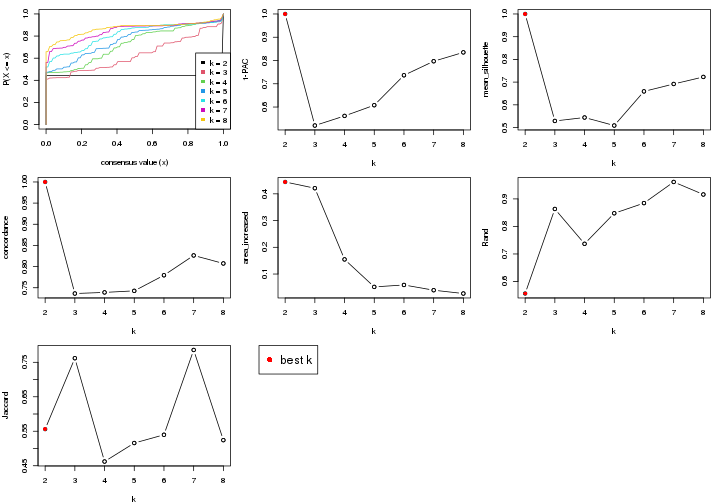 P(X <= x)
0.0 0.2 0.4 0.6 0.8 1.0
k = 2
k = 3
k = 4
k = 5
k = 6
k = 7
k = 8
0.0 0.2 0.4 0.6 0.8 1.0
consensus value (x)
1-PAC
0.6 0.7 0.8 0.9 1.0
2 3 4 5 6 7 8
k
mean_silhouette
0.5 0.6 0.7 0.8 0.9 1.0
2 3 4 5 6 7 8
k
concordance
0.75 0.80 0.85 0.90 0.95 1.00
2 3 4 5 6 7 8
k
area_increased
0.1 0.2 0.3 0.4
2 3 4 5 6 7 8
k
Rand
0.6 0.7 0.8 0.9
2 3 4 5 6 7 8
k
Jaccard
0.45 0.55 0.65 0.75
2 3 4 5 6 7 8
k
best k